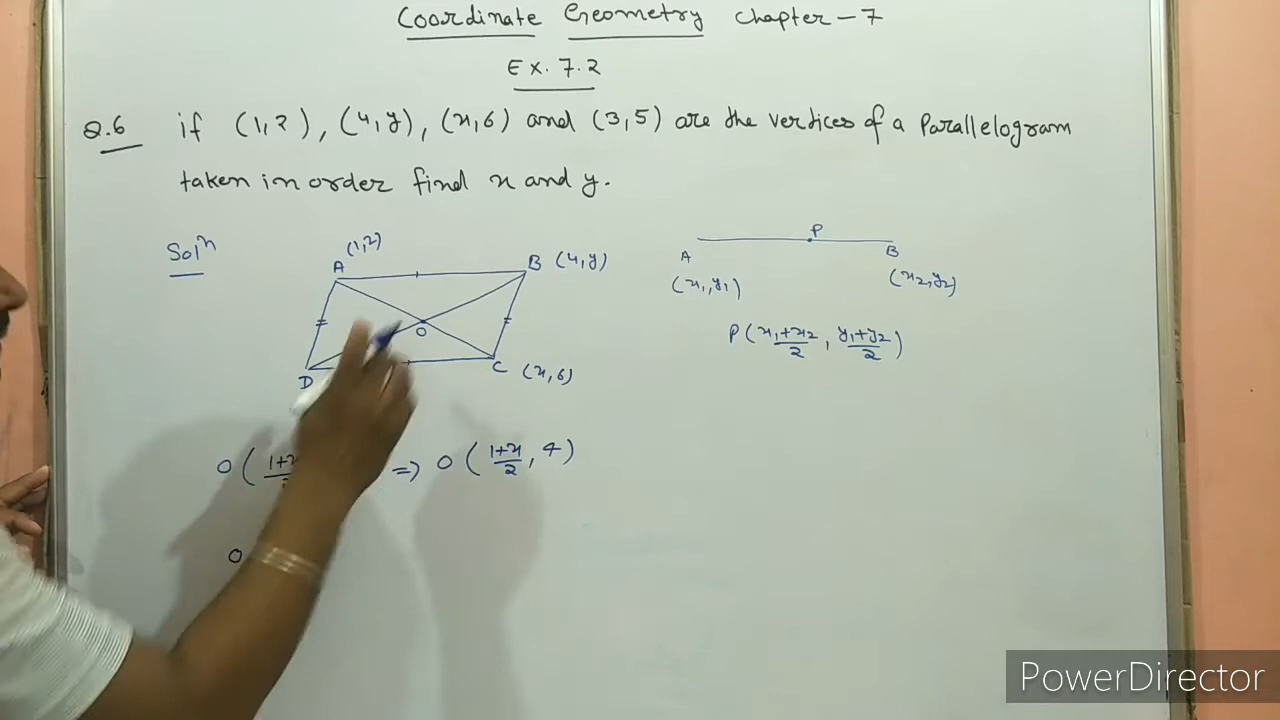 Coordinate Geometry Chapter-7
Ex. 7.2
Q.6 if (1,2), (4,y), (x,6) and (3,5) are the vertices of a Parallelogram
taken in order find x and y.
Solⁿ
(1,2)
A
B (4,y)
O
D
C (x,6)
P
A
B
(x₁,y₁)
(x₂,y₂)
P(x₁+x₂/2, y₁+y₂/2)
O (1+x
=> O (1+x/2, 4)
O
PowerDirector